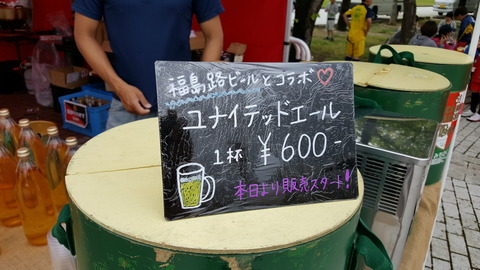 福島路ビールとコラボ♡
ユナイテッドエール
1杯 ¥600-
本日より販売スタート!